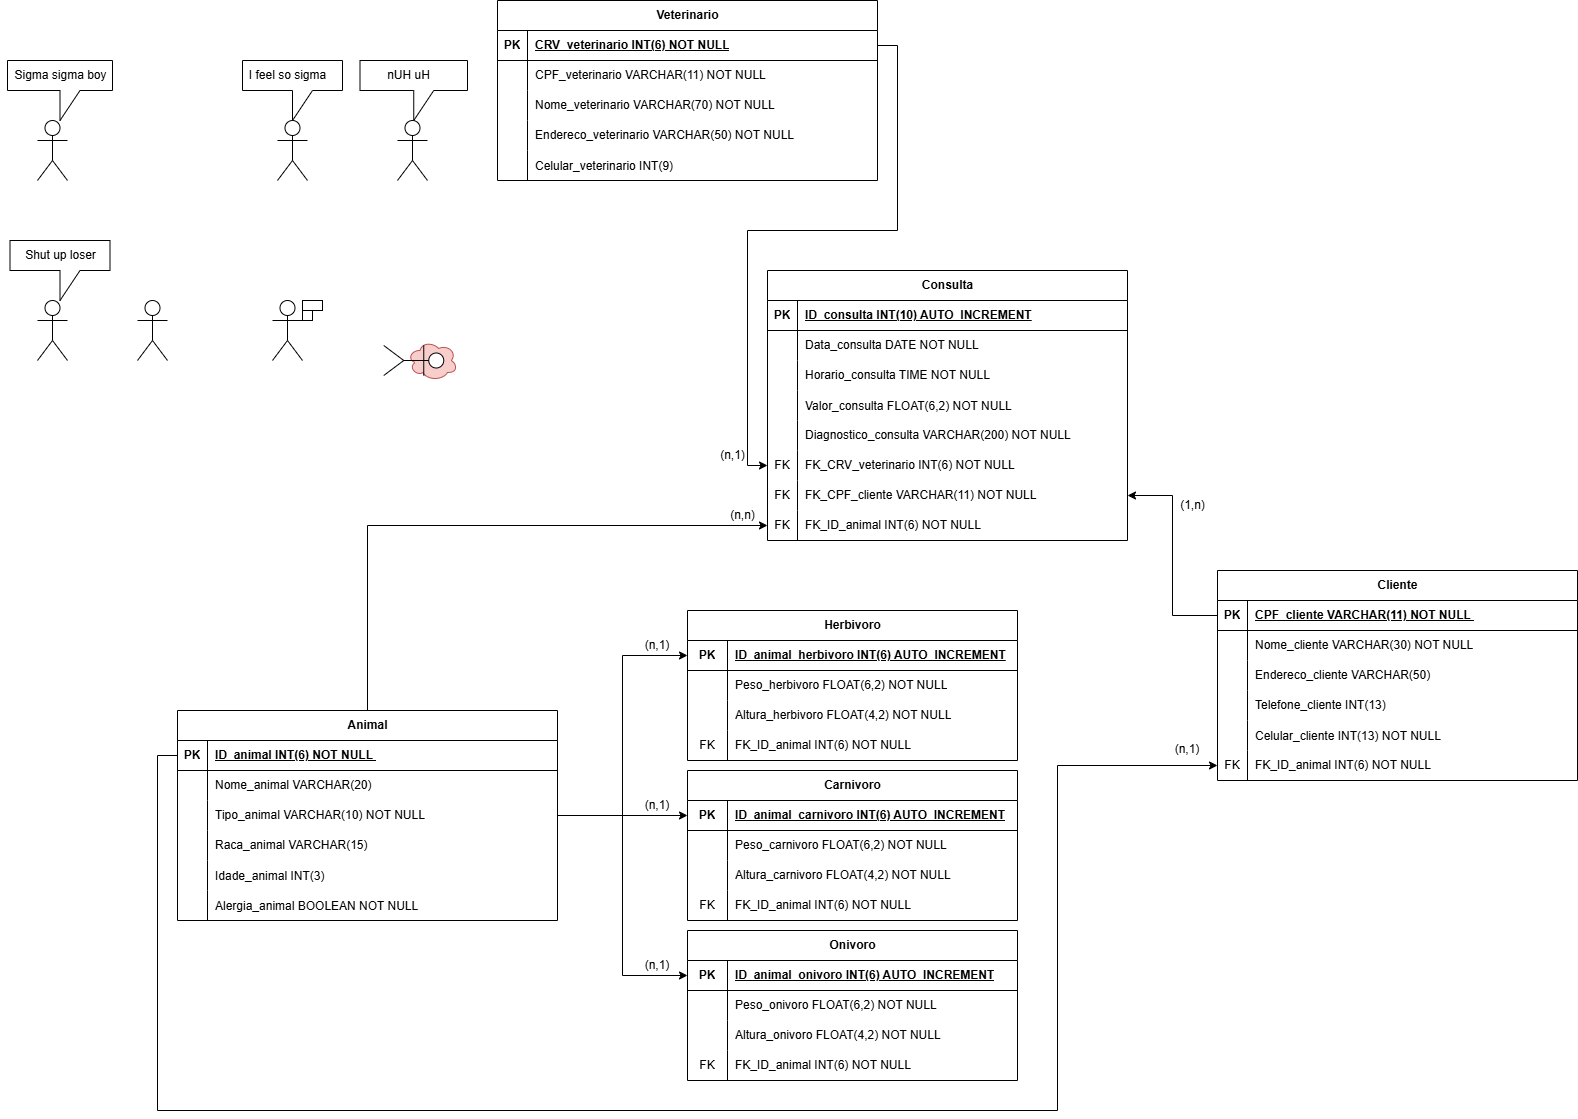 Veterinario
PK CRV_veterinario INT(6) NOT NULL
CPF_veterinario VARCHAR(11) NOT NULL
Nome_veterinario VARCHAR(70) NOT NULL
Endereco_veterinario VARCHAR(50) NOT NULL
Celular_veterinario INT(9)
Sigma sigma boy
I feel so sigma
nUH uH
Shut up loser
Consulta
PK ID_consulta INT(10) AUTO_INCREMENT
Data_consulta DATE NOT NULL
Horario_consulta TIME NOT NULL
Valor_consulta FLOAT(6,2) NOT NULL
Diagnostico_consulta VARCHAR(200) NOT NULL
(n,1)
FK FK_CRV_veterinario INT(6) NOT NULL
FK FK_CPF_cliente VARCHAR(11) NOT NULL
(1,n)
(n,n)
FK FK_ID_animal INT(6) NOT NULL
Cliente
PK CPF_cliente VARCHAR(11) NOT NULL
Nome_cliente VARCHAR(30) NOT NULL
Endereco_cliente VARCHAR(50)
Telefone_cliente INT(13)
Celular_cliente INT(13) NOT NULL
(n,1)
FK FK_ID_animal INT(6) NOT NULL
Herbivoro
(n,1)
PK ID_animal_herbivoro INT(6) AUTO_INCREMENT
Peso_herbivoro FLOAT(6,2) NOT NULL
Altura_herbivoro FLOAT(4,2) NOT NULL
FK FK_ID_animal INT(6) NOT NULL
Animal
PK ID_animal INT(6) NOT NULL
Nome_animal VARCHAR(20)
Tipo_animal VARCHAR(10) NOT NULL
Raca_animal VARCHAR(15)
Idade_animal INT(3)
Alergia_animal BOOLEAN NOT NULL
Carnivoro
(n,1)
PK ID_animal_carnivoro INT(6) AUTO_INCREMENT
Peso_carnivoro FLOAT(6,2) NOT NULL
Altura_carnivoro FLOAT(4,2) NOT NULL
FK FK_ID_animal INT(6) NOT NULL
Onivoro
(n,1)
PK ID_animal_onivoro INT(6) AUTO_INCREMENT
Peso_onivoro FLOAT(6,2) NOT NULL
Altura_onivoro FLOAT(4,2) NOT NULL
FK FK_ID_animal INT(6) NOT NULL